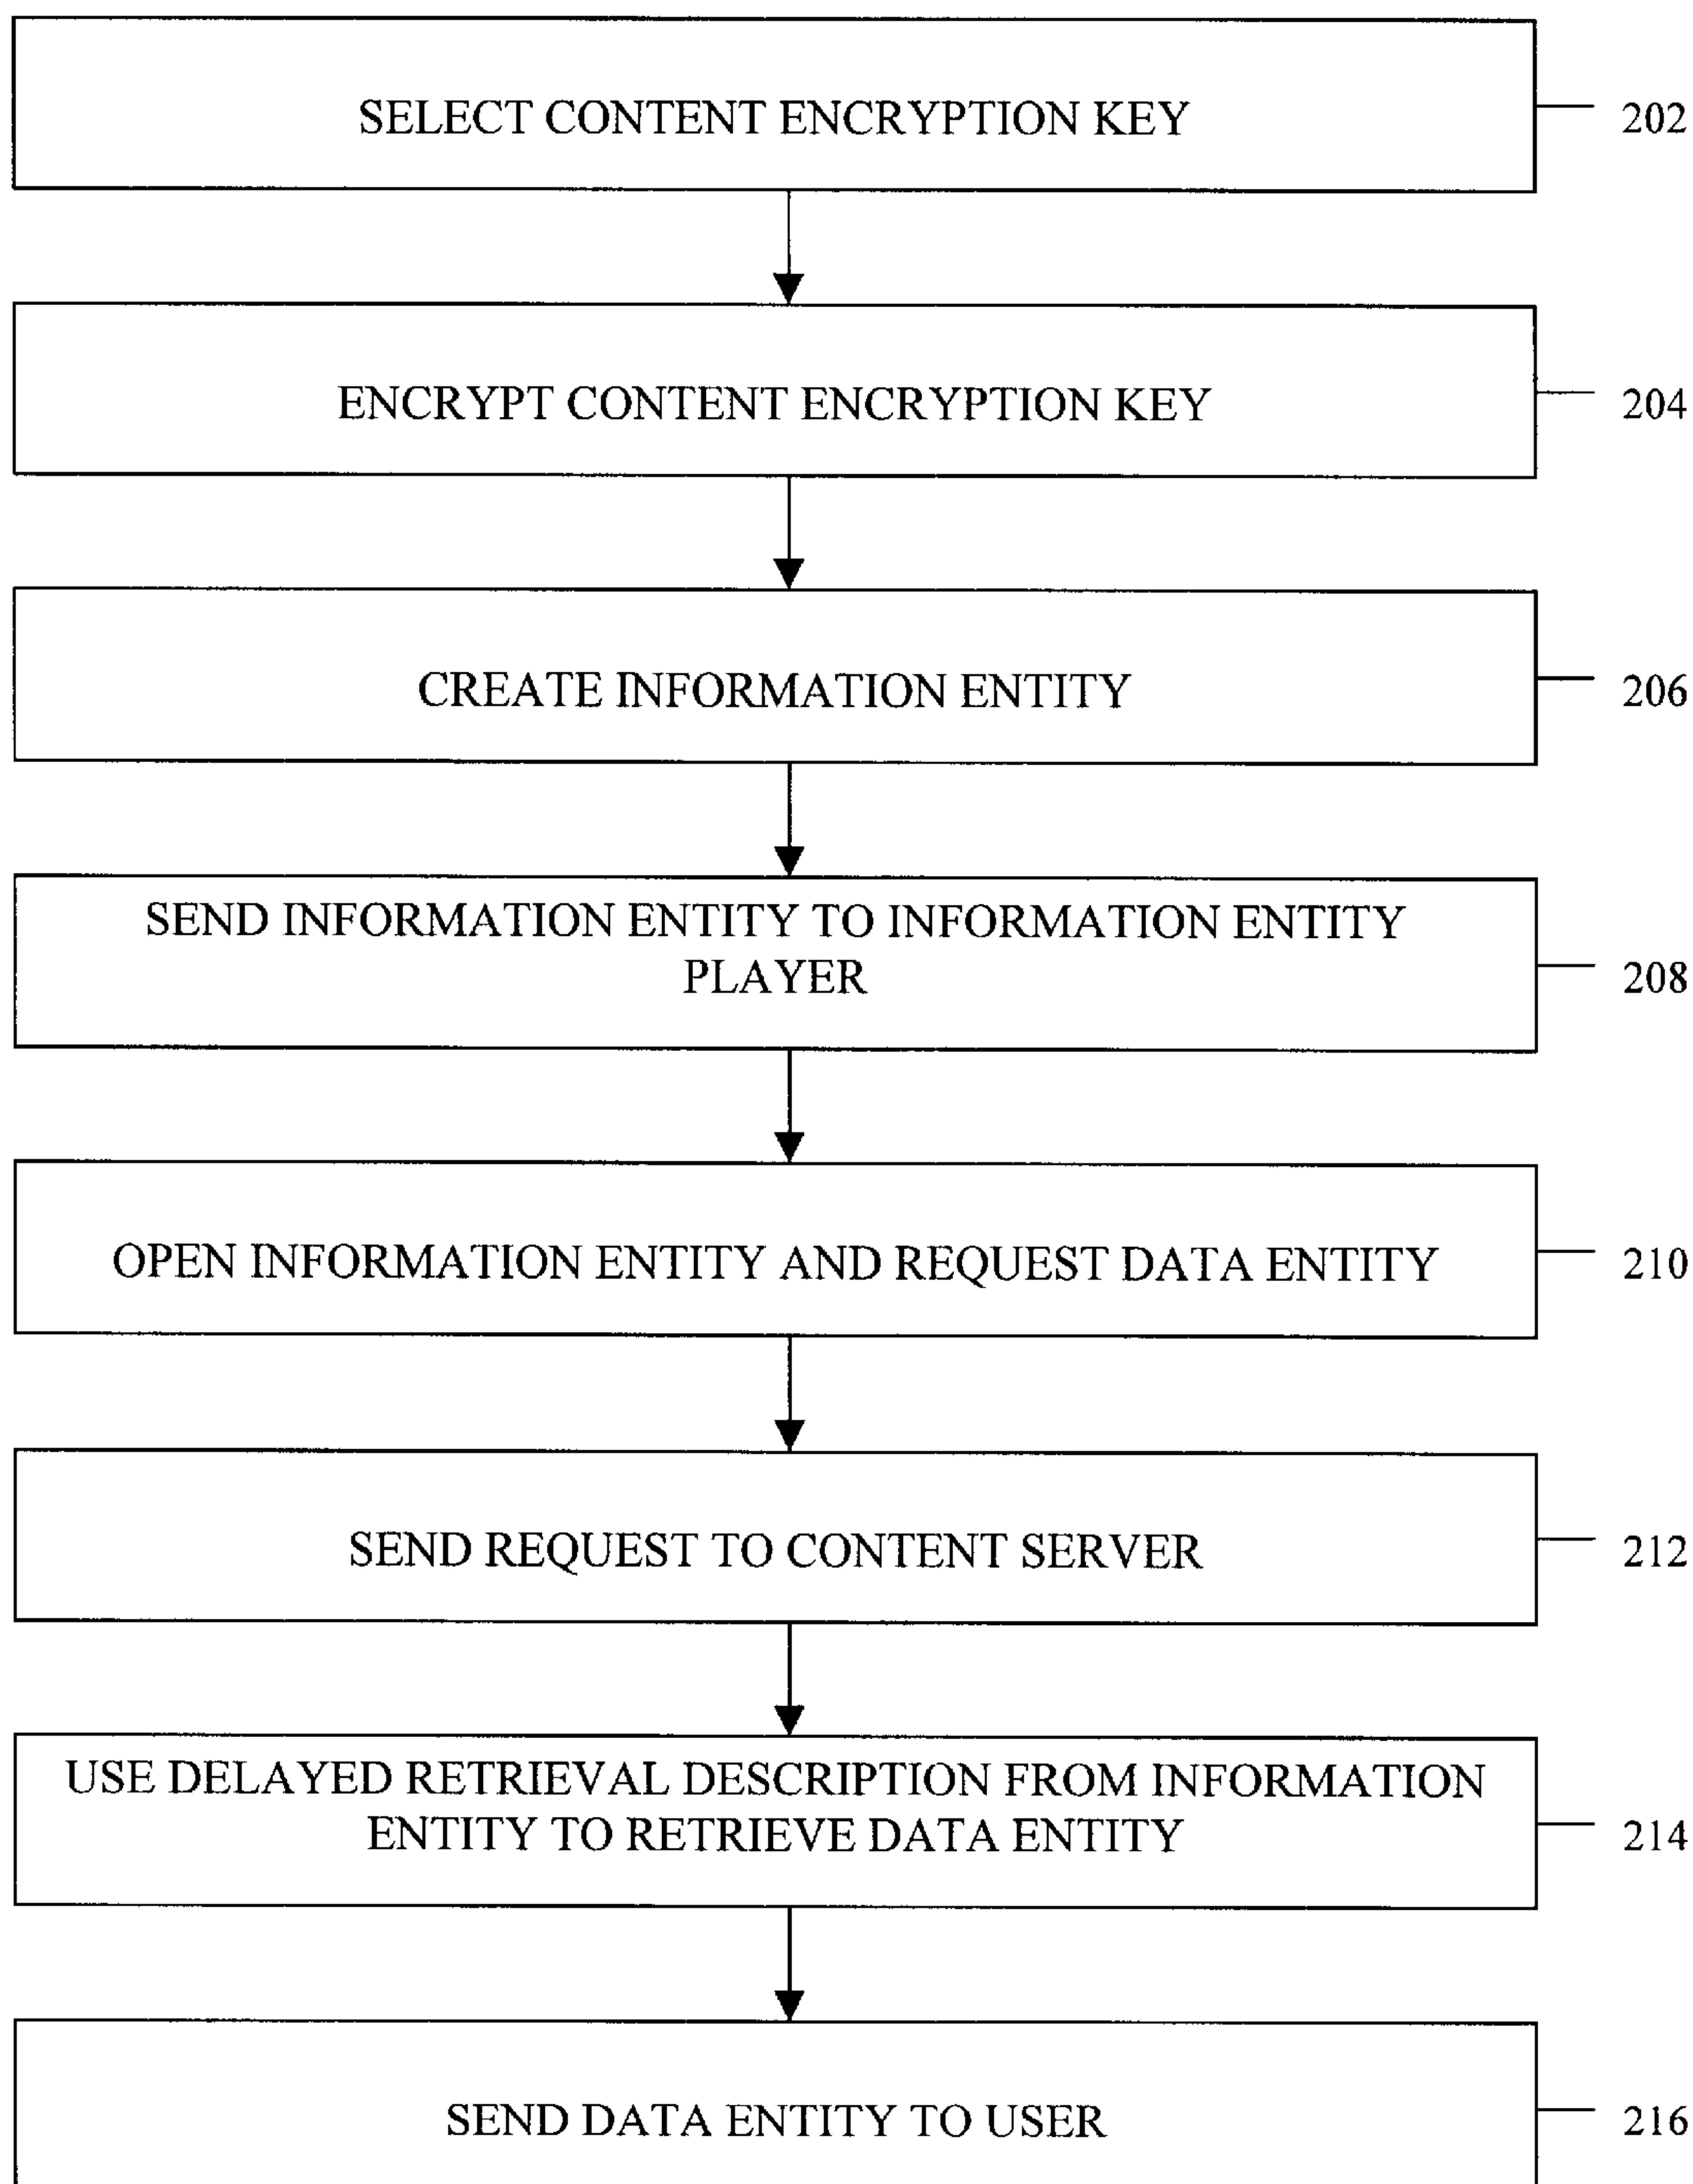 SELECT CONTENT ENCRYPTION KEY
202
ENCRYPT CONTENT ENCRYPTION KEY
204
CREATE INFORMATION ENTITY
206
SEND INFORMATION ENTITY TO INFORMATION ENTITY
PLAYER
208
OPEN INFORMATION ENTITY AND REQUEST DATA ENTITY
210
SEND REQUEST TO CONTENT SERVER
212
USE DELAYED RETRIEVAL DESCRIPTION FROM INFORMATION
ENTITY TO RETRIEVE DATA ENTITY
214
SEND DATA ENTITY TO USER
216